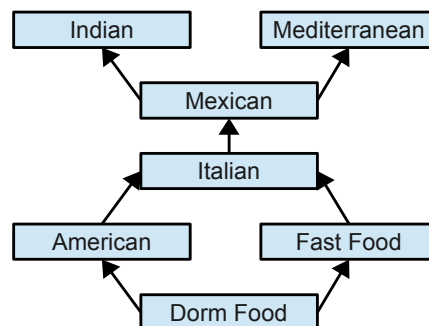 Indian
Mediterranean
Mexican
Italian
American
Fast Food
Dorm Food